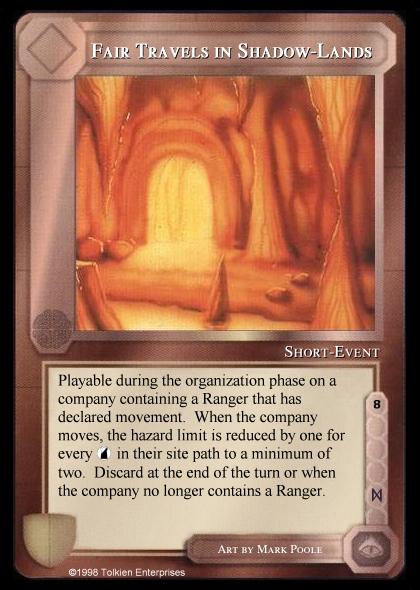 Fair Travels in Shadow-Lands
Short-Event
Playable during the organization phase on a
company containing a Ranger that has
declared movement. When the company
moves, the hazard limit is reduced by one for
every in their site path to a minimum of
two. Discard at the end of the turn or when
the company no longer contains a Ranger.
8
Art by Mark Poole
©1998 Tolkien Enterprises